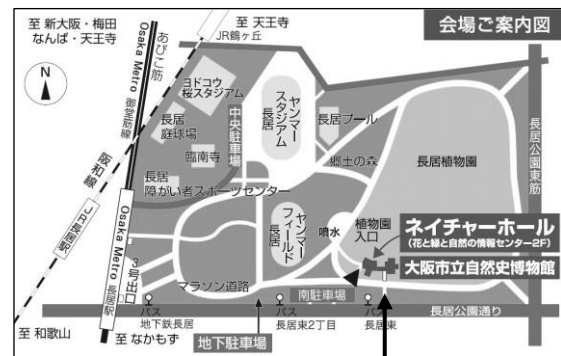 会場ご案内図
至 新大阪・梅田
なんば・天王寺
至 天王寺
JR鶴ヶ丘
あびこ筋
Osaka Metro 御堂筋線
N
阪和線
JR長居駅
Osaka Metro 長居駅
3号出口
ヨドコウ
桜スタジアム
長居
庭球場
臨南寺
長居
障がい者スポーツセンター
中央駐車場
ヤンマー
スタジアム
長居
長居プール
郷土の森
長居植物園
長居公園東筋
ヤンマー
フィールド
長居
噴水
植物園
入口
ネイチャーホール
(花と緑と自然の情報センター2F)
大阪市立自然史博物館
マラソン道路
南駐車場
バス
地下鉄長居
バス
長居東2丁目
バス
長居東
長居公園通り
至 和歌山
至 なかもず
地下駐車場